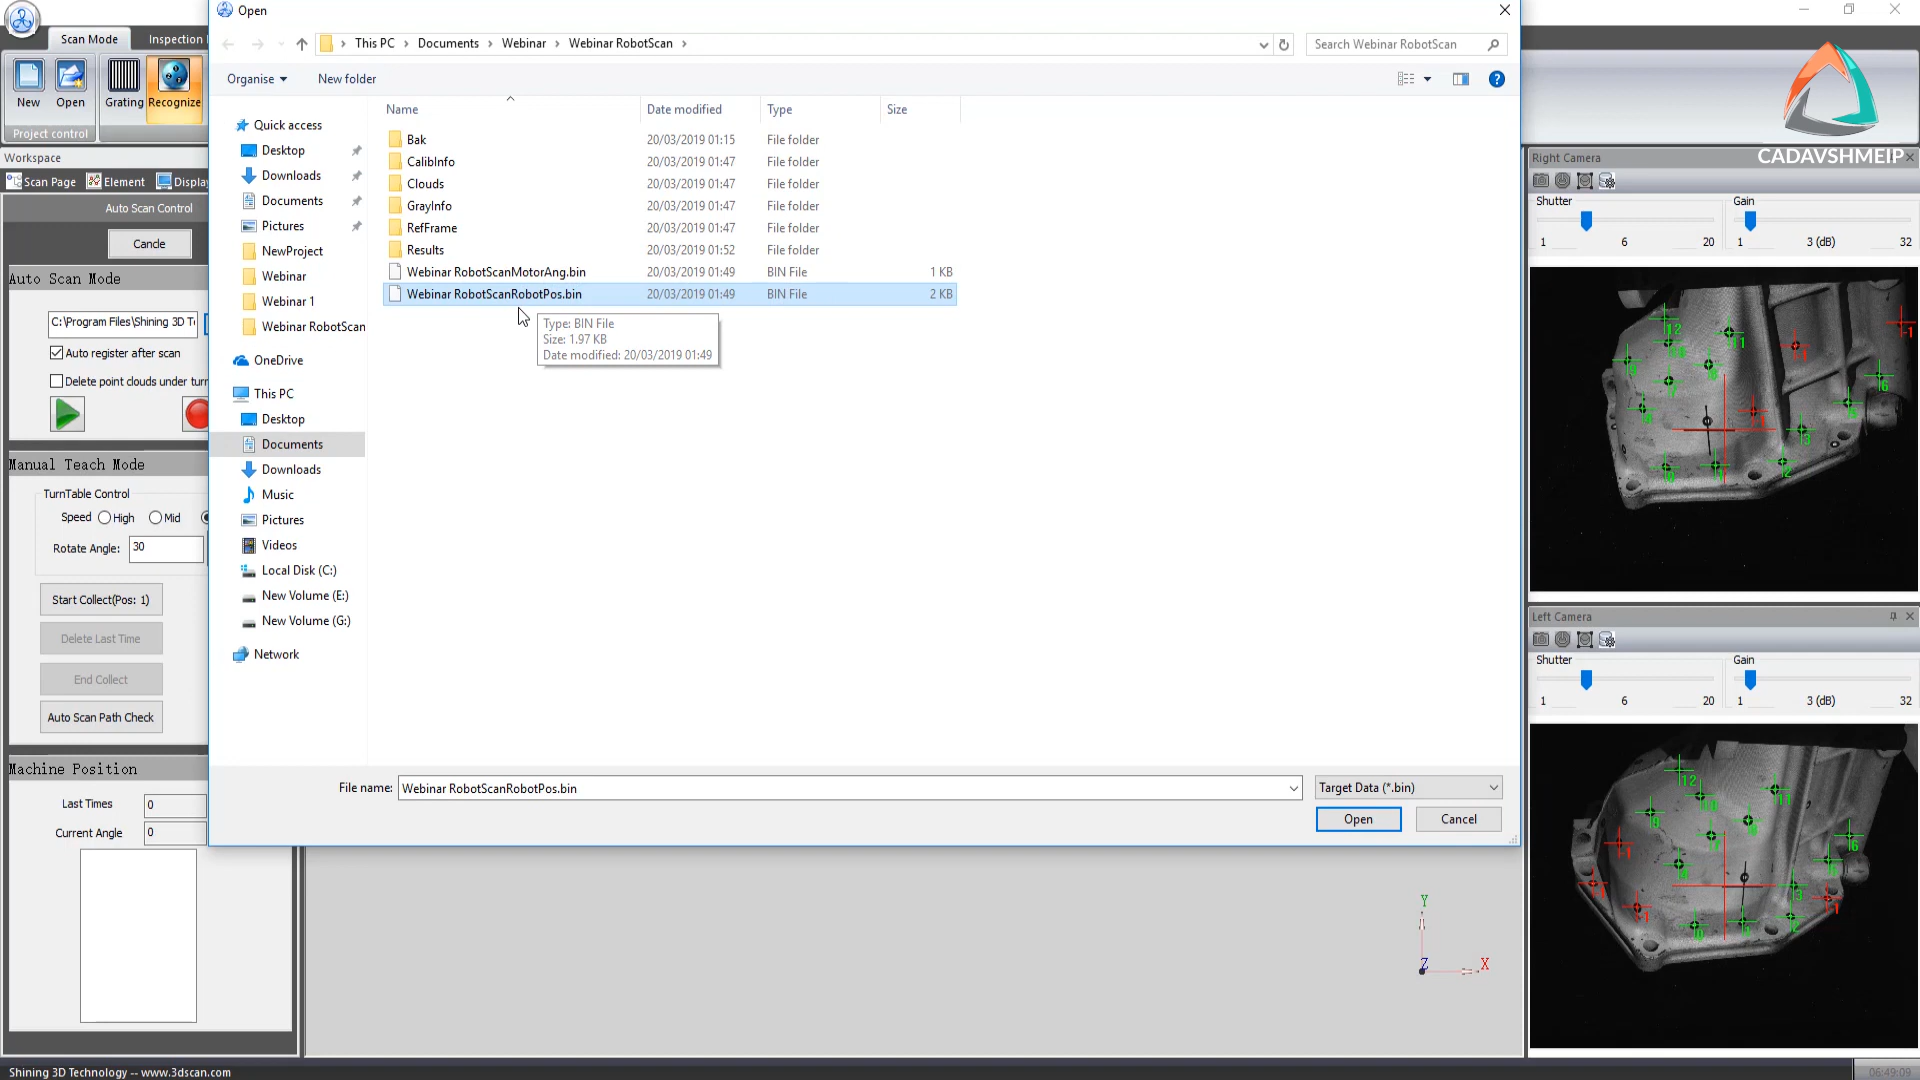 Open
Scan Mode
Inspection
New
Open
Grating
Recognize
Project control
This PC
Documents
Webinar
Webinar RobotScan
Search Webinar RobotScan
Organise
New folder
Name
Date modified
Type
Size
Quick access
Desktop
Downloads
Documents
Pictures
NewProject
Webinar
Webinar 1
Webinar RobotScan
OneDrive
This PC
Desktop
Documents
Downloads
Music
Pictures
Videos
Local Disk (C:)
New Volume (E:)
New Volume (G:)
Network
Bak 20/03/2019 01:15 File folder
CalibInfo 20/03/2019 01:47 File folder
Clouds 20/03/2019 01:47 File folder
GrayInfo 20/03/2019 01:47 File folder
RefFrame 20/03/2019 01:47 File folder
Results 20/03/2019 01:52 File folder
Webinar RobotScanMotorAng.bin 20/03/2019 01:49 BIN File 1 KB
Webinar RobotScanRobotPos.bin 20/03/2019 01:49 BIN File 2 KB
Type: BIN File
Size: 1.97 KB
Date modified: 20/03/2019 01:49
File name: Webinar RobotScanRobotPos.bin
Target Data (*.bin)
Open
Cancel
Workspace
Scan Page
Element
Display
Auto Scan Control
Cancle
Auto Scan Mode
C:\Program Files\Shining 3D T
Auto register after scan
Delete point clouds under turn
Manual Teach Mode
TurnTable Control
Speed High Mid
Rotate Angle: 30
Start Collect(Pos: 1)
Delete Last Time
End Collect
Auto Scan Path Check
Machine Position
Last Times 0
Current Angle 0
Y
Z
X
CADAVSHMEIP
Right Camera
Shutter
Gain
1 6 20
1 3 (dB) 32
Left Camera
Shutter
Gain
1 6 20
1 3 (dB) 32
Shining 3D Technology -- www.3dscan.com
06:49:09